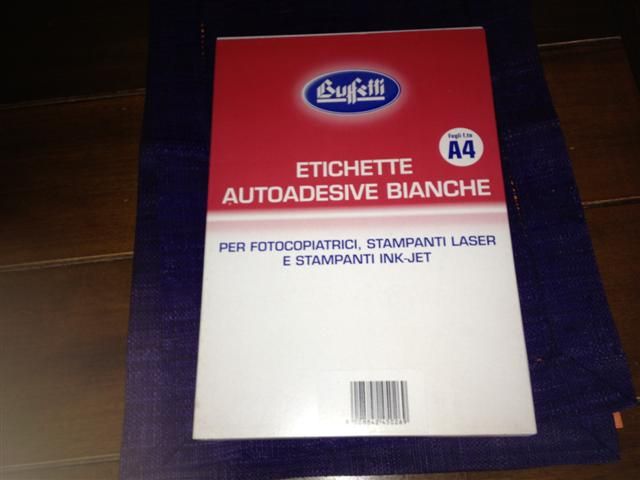 Buffetti
Fogli f.to
A4
ETICHETTE
AUTOADESIVE BIANCHE
PER FOTOCOPIATRICI, STAMPANTI LASER
E STAMPANTI INK-JET